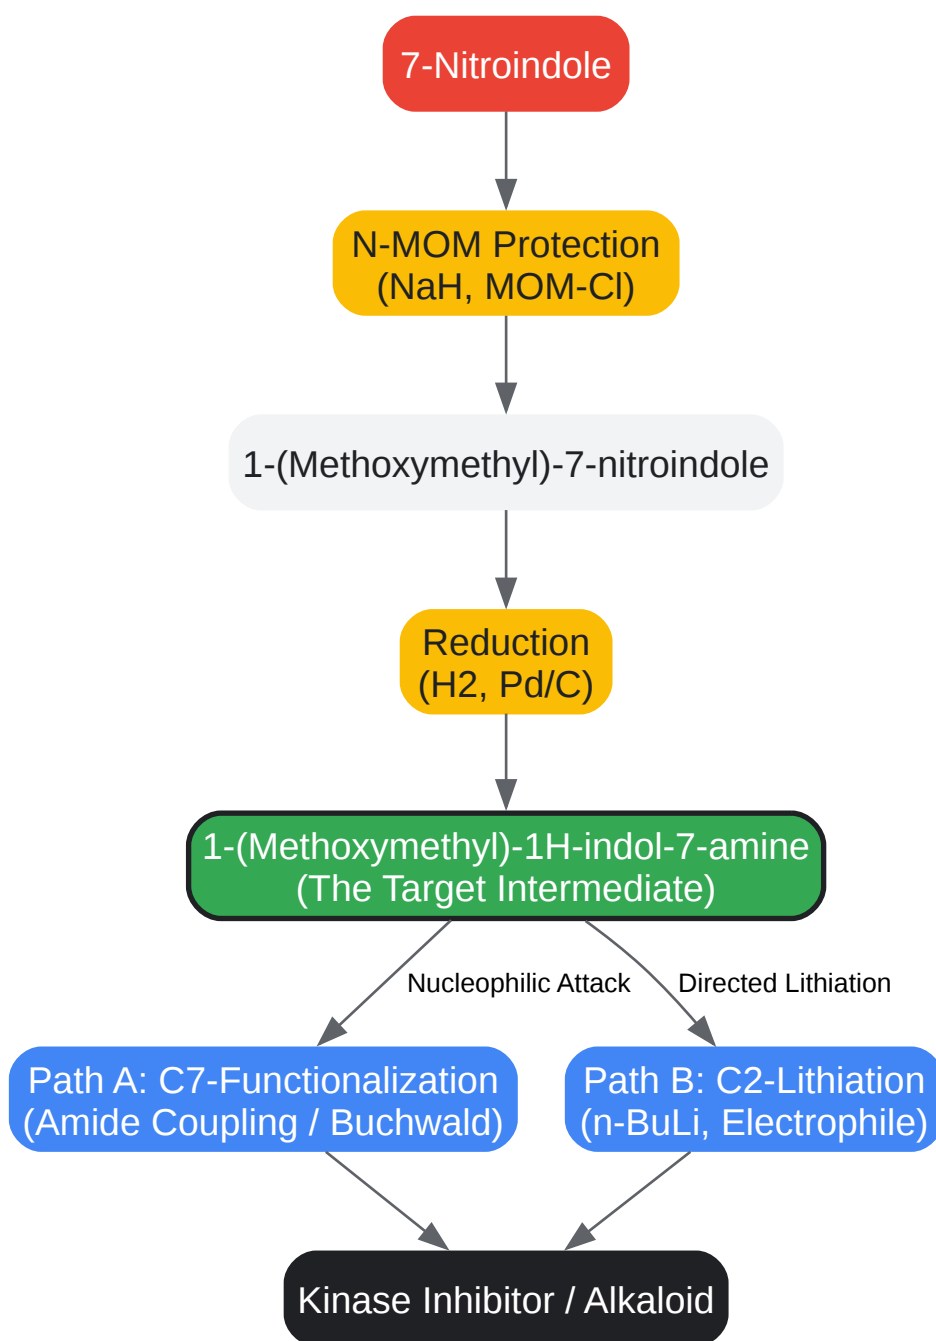 7-Nitroindole
N-MOM Protection
(NaH, MOM-Cl)
1-(Methoxymethyl)-7-nitroindole
Reduction
(H2, Pd/C)
1-(Methoxymethyl)-1H-indol-7-amine
(The Target Intermediate)
Nucleophilic Attack
Directed Lithiation
Path A: C7-Functionalization
(Amide Coupling / Buchwald)
Path B: C2-Lithiation
(n-BuLi, Electrophile)
Kinase Inhibitor / Alkaloid